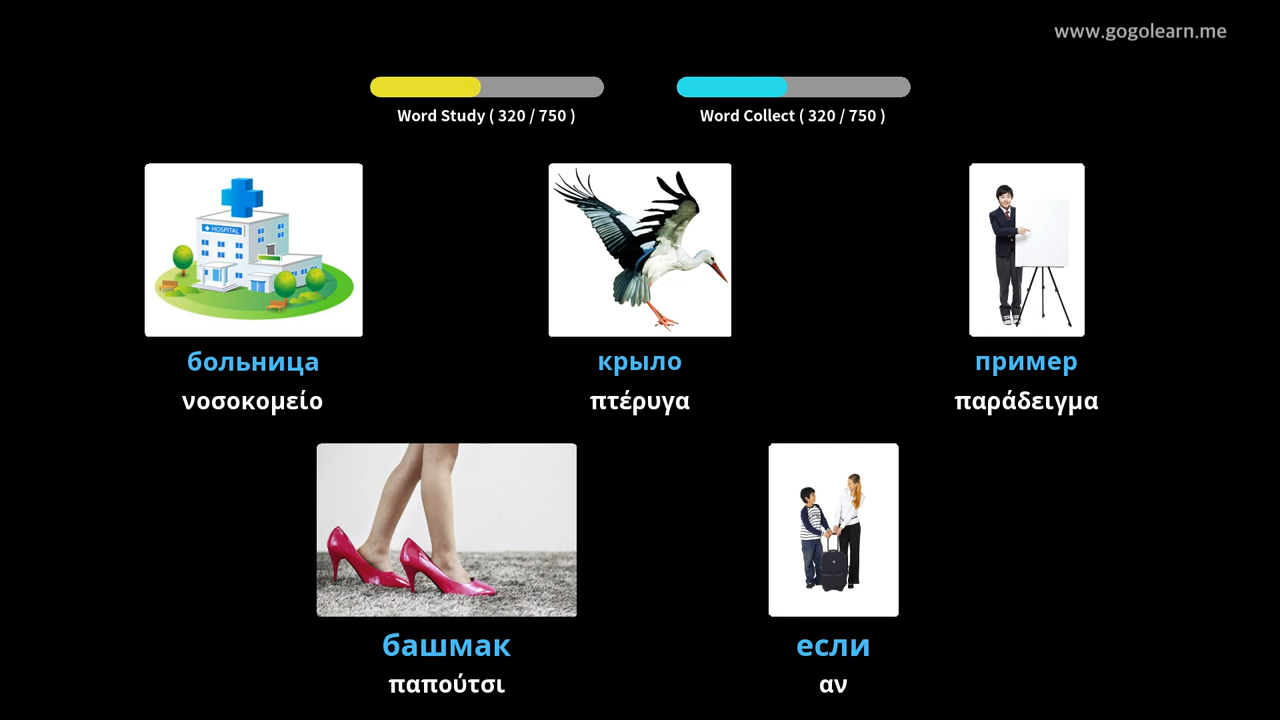 www.gogolearn.me
Word Study ( 320 / 750 )
Word Collect ( 320 / 750 )
HOSPITAL
больница
νοσοκομείο
крыло
πτέρυγα
пример
παράδειγμα
башмак
παπούτσι
если
αν